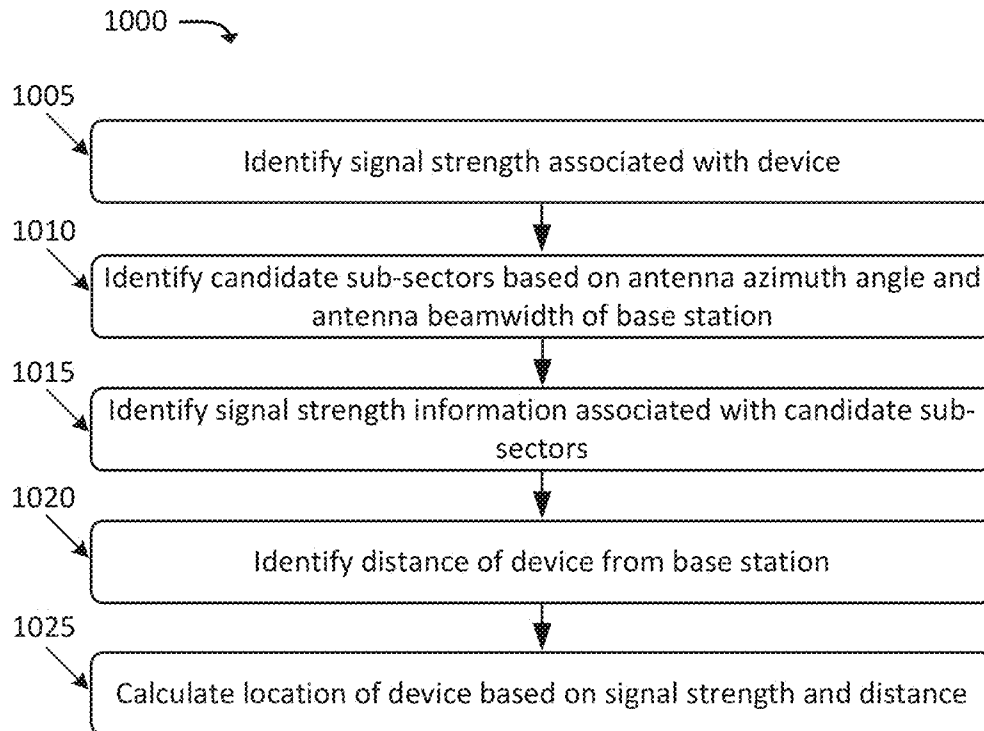 1000
1005
Identify signal strength associated with device
1010
Identify candidate sub-sectors based on antenna azimuth angle and
antenna beamwidth of base station
1015
Identify signal strength information associated with candidate sub-
sectors
1020
Identify distance of device from base station
1025
Calculate location of device based on signal strength and distance